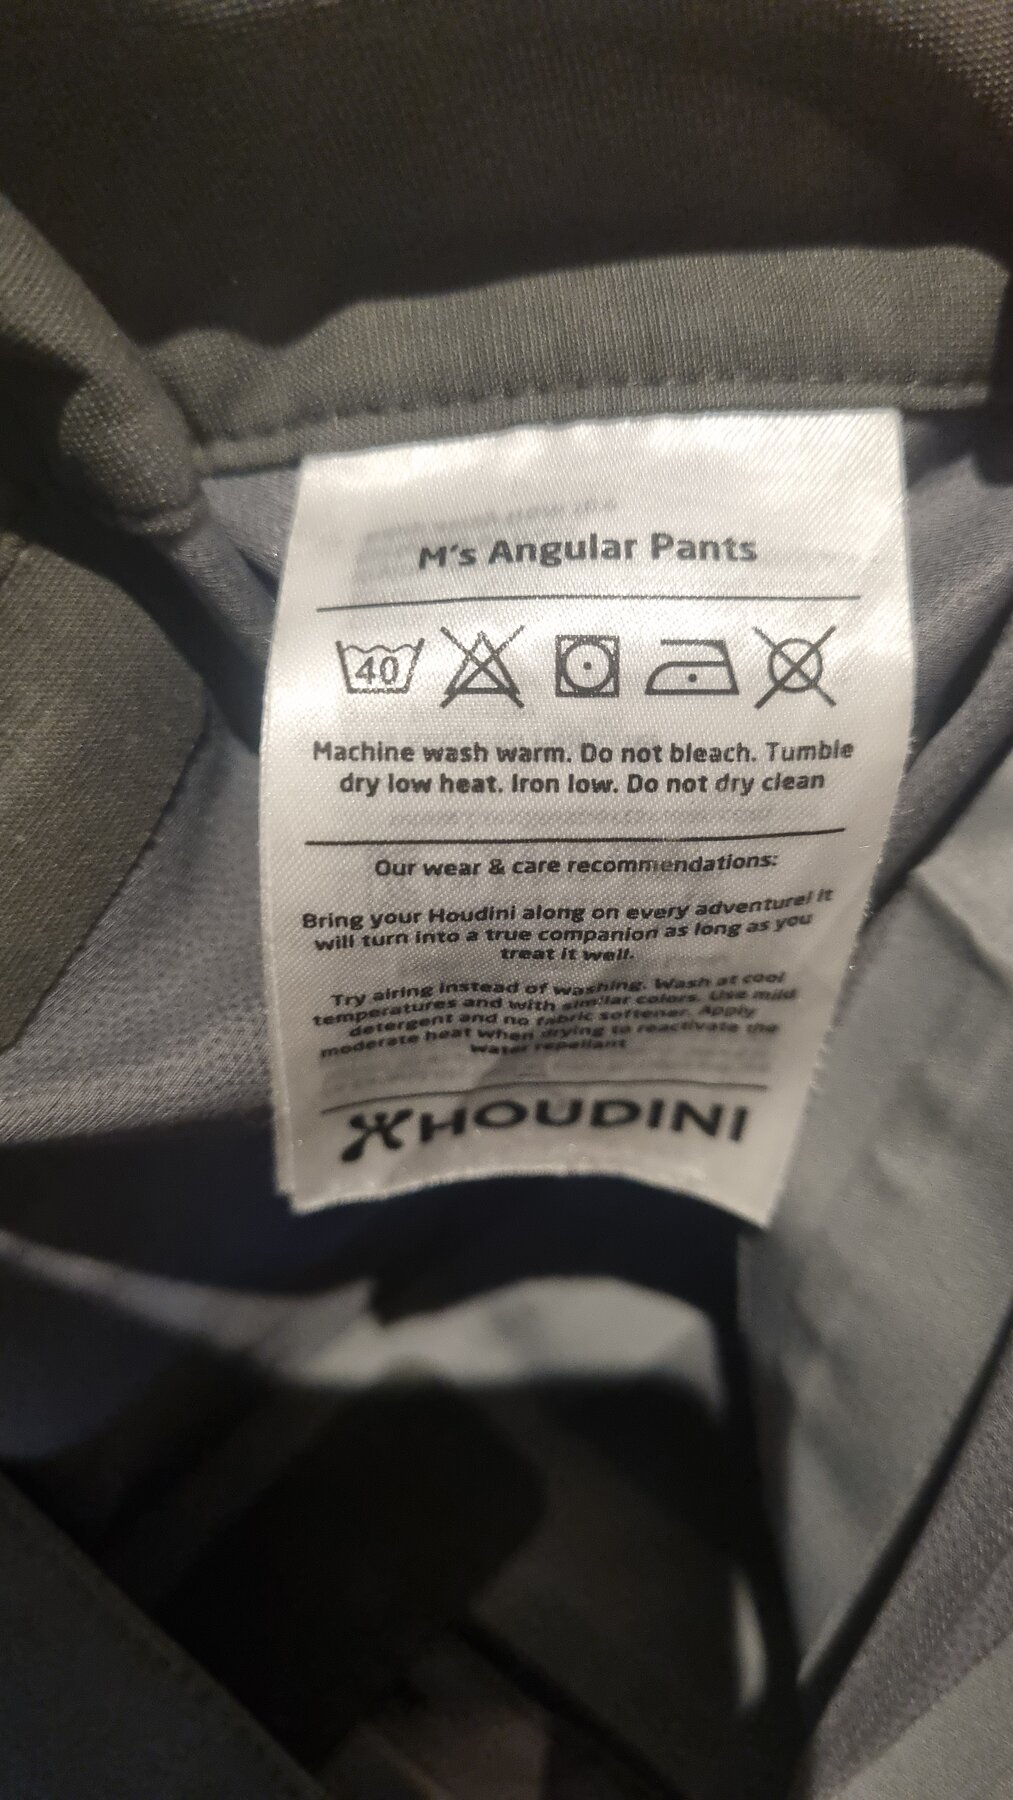 M's Angular Pants
40
Machine wash warm. Do not bleach. Tumble
dry low heat. Iron low. Do not dry clean
Our wear & care recommendations:
Bring your Houdini along on every adventure! It
will turn into a true companion as long as you
treat it well.
Try airing instead of washing. Wash at cool
temperatures and with similar colors. Use mild
detergent and no fabric softener. Apply
moderate heat when drying to reactivate the
water repellant
HOUDINI